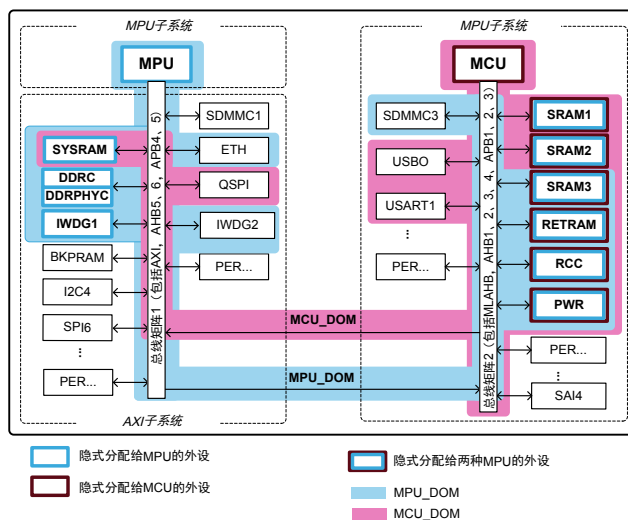 MPU子系统
MPU子系统
MPU
MCU
SDMMC1
SYSRAM
ETH
DDRC
DDRPHYC
QSPI
IWDG1
IWDG2
BKPRAM
PER...
I2C4
SPI6
⋮
PER...
总线矩阵1（包括AXI、AHB5、6，APB4、5）
AXI子系统
SDMMC3
SRAM1
USBO
SRAM2
USART1
SRAM3
⋮
RETRAM
PER...
RCC
PWR
PER...
...
SAI4
总线矩阵2（包括MLAHB，AHB1、2、3、4，APB1、2、3）
MCU_DOM
MPU_DOM
隐式分配给MPU的外设
隐式分配给两种MPU的外设
隐式分配给MCU的外设
MPU_DOM
MCU_DOM